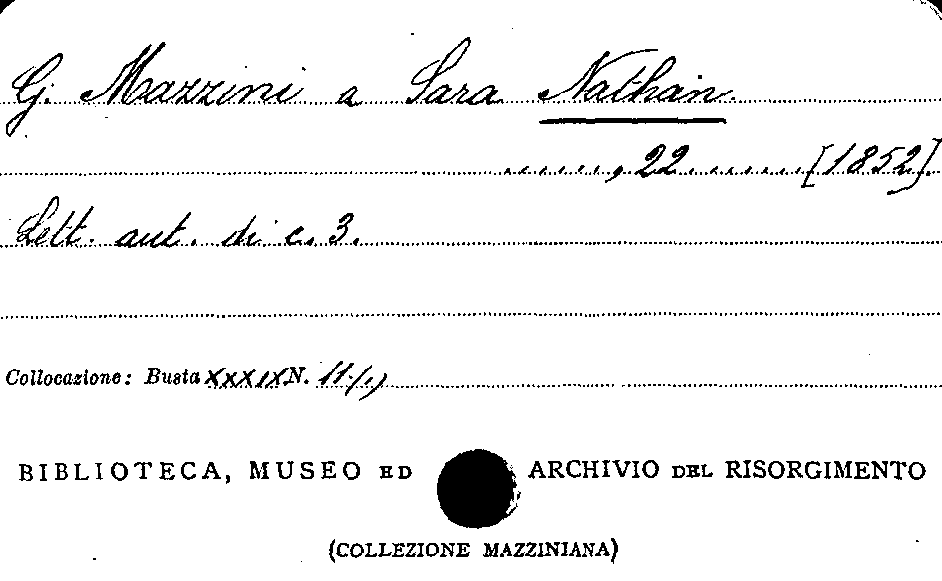 G. Mazzini a Sara Nathan.
......, 22 ....... [1852].
Lett. aut. di c. 3.
Collocazione: Busta XXXIX N. 11
BIBLIOTECA, MUSEO ED ARCHIVIO DEL RISORGIMENTO
(COLLEZIONE MAZZINIANA)